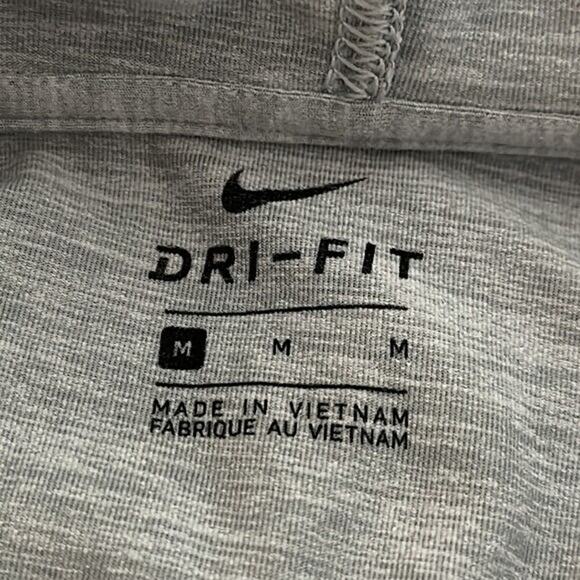 DRI-FIT
M M M
MADE IN VIETNAM
FABRIQUE AU VIETNAM